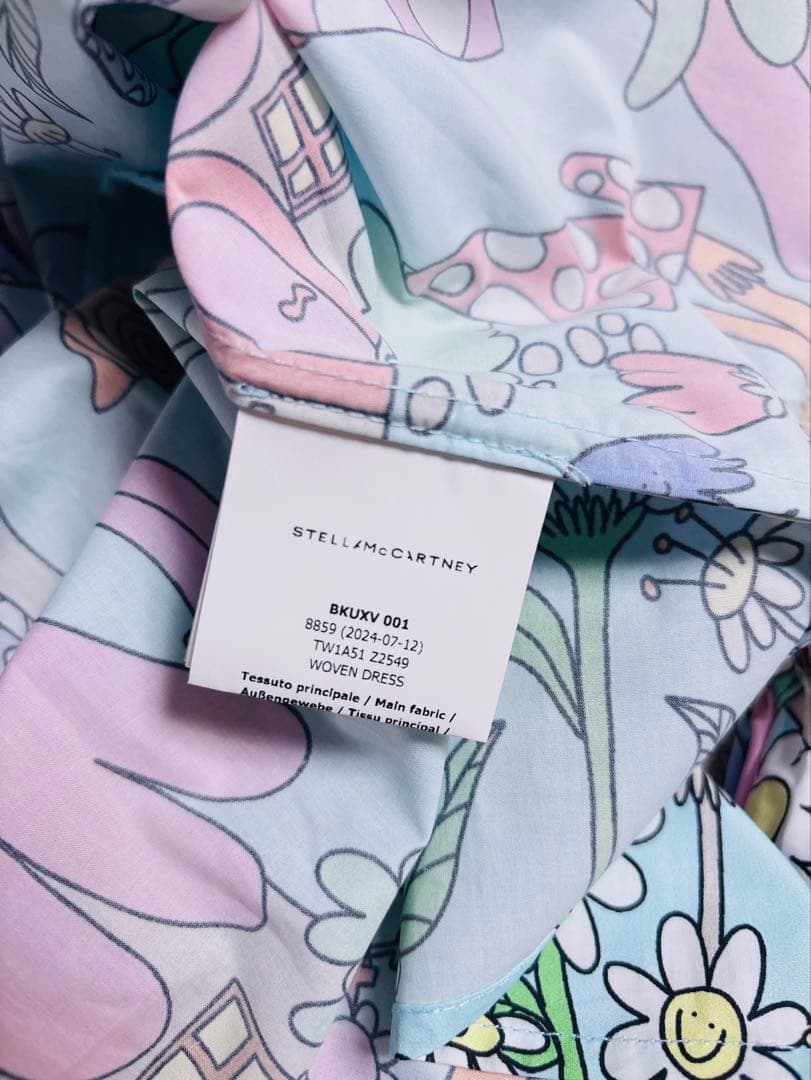 STELLA McCARTNEY
BKUXV 001
8859 (2024-07-12)
TW1A51 Z2549
WOVEN DRESS
Tessuto principale / Main fabric /
Außengewebe / Tissu principal /